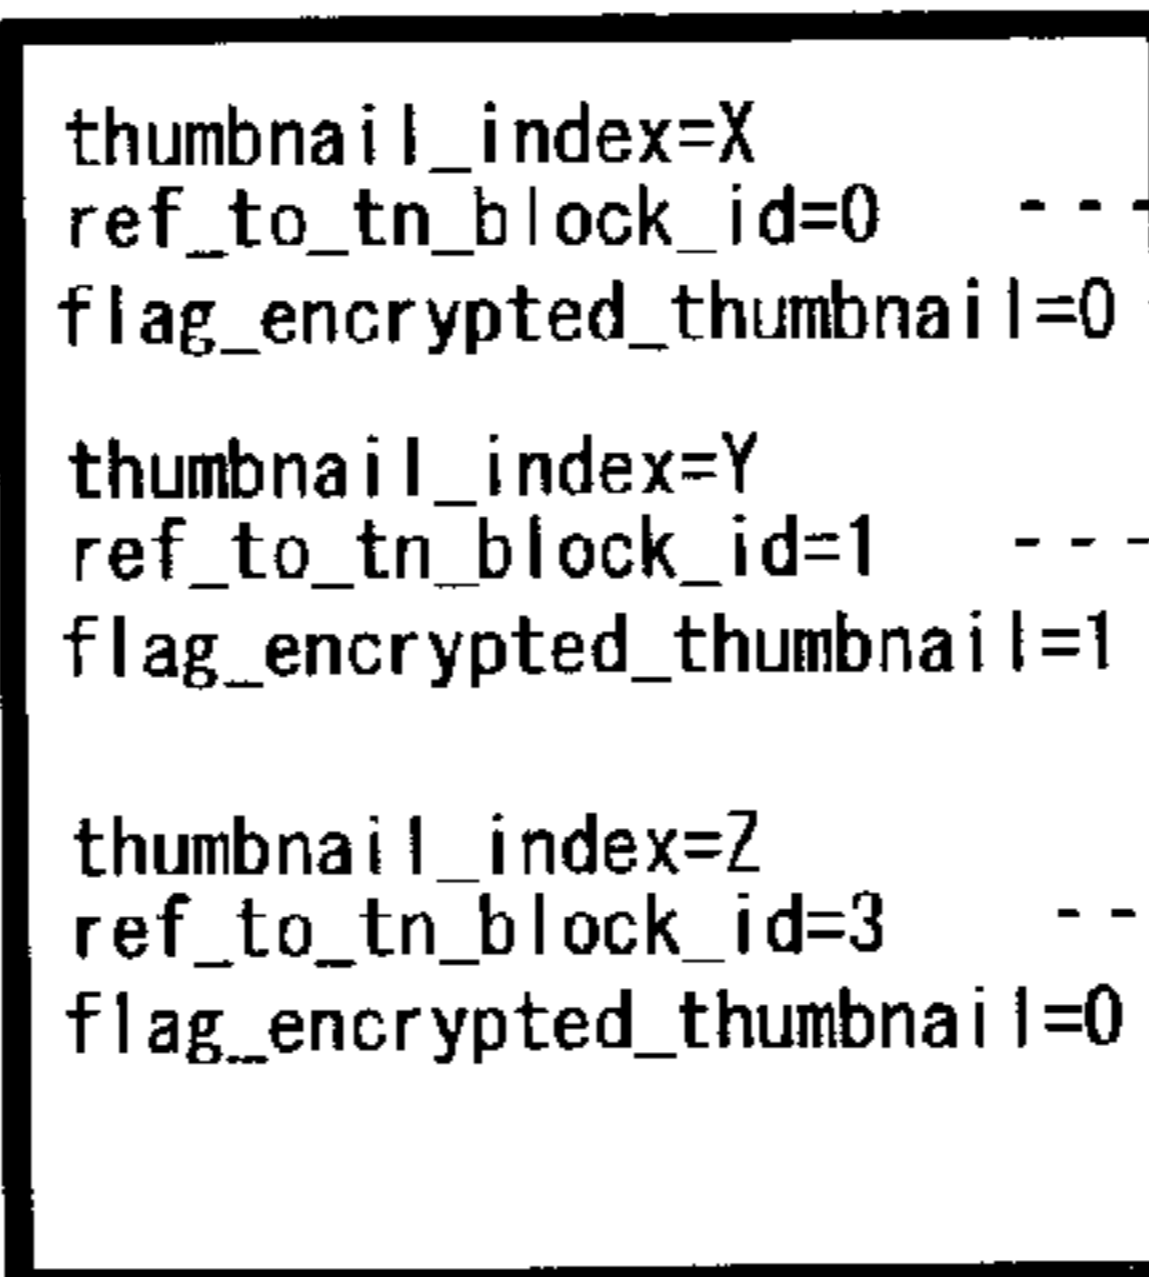 thumbnail_index=X
ref_to_tn_block_id=0 ---
flag_encrypted_thumbnail=0
thumbnail_index=Y
ref_to_tn_block_id=1 ---
flag_encrypted_thumbnail=1
thumbnail_index=Z
ref_to_tn_block_id=3 --
flag_encrypted_thumbnail=0